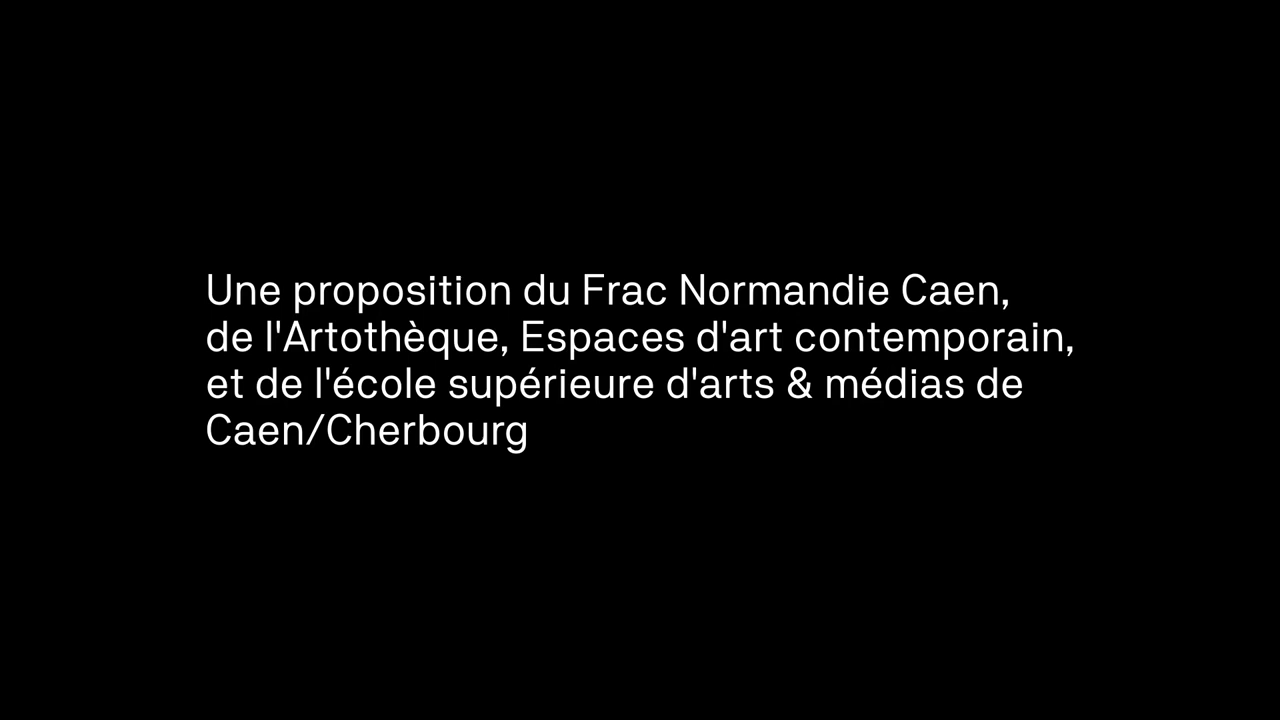 Une proposition du Frac Normandie Caen,
de l'Artothèque, Espaces d'art contemporain,
et de l'école supérieure d'arts & médias de
Caen/Cherbourg